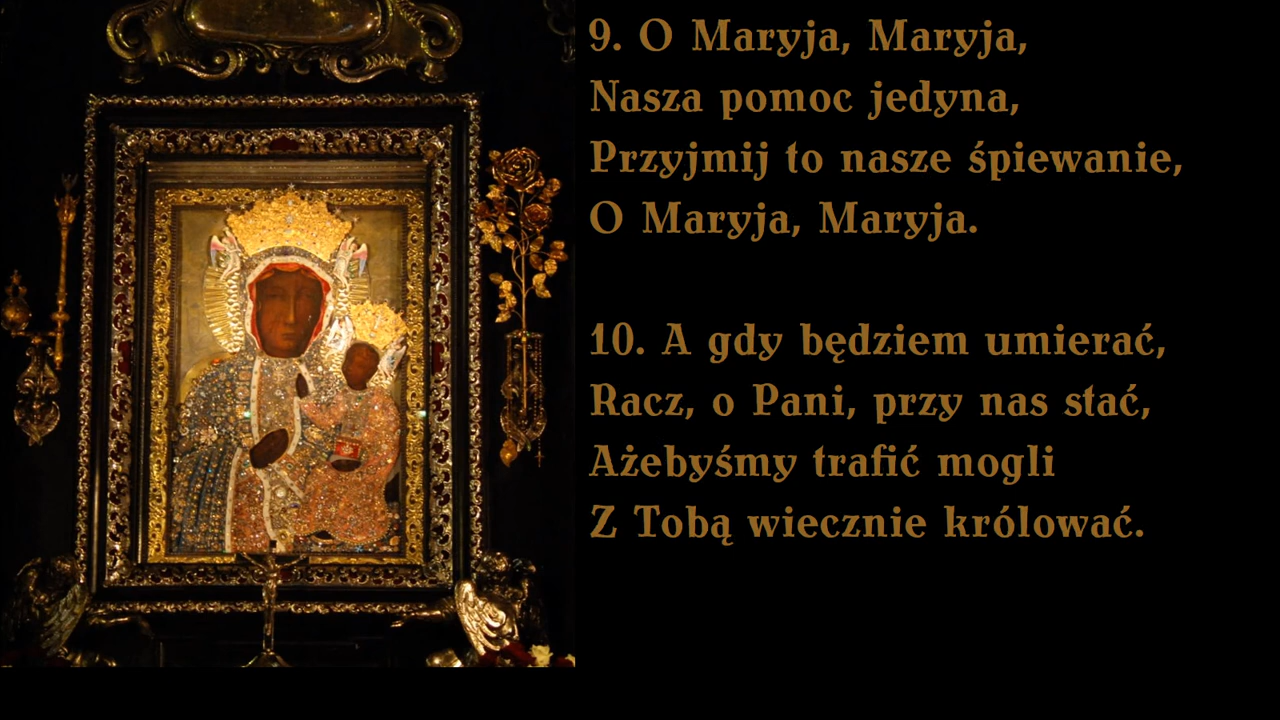 9. O Maryja, Maryja,
Nasza pomoc jedyna,
Przyjmij to nasze śpiewanie,
O Maryja, Maryja.
10. A gdy będziem umierać,
Racz, o Pani, przy nas stać,
Ażebyśmy trafić mogli
Z Tobą wiecznie królować.